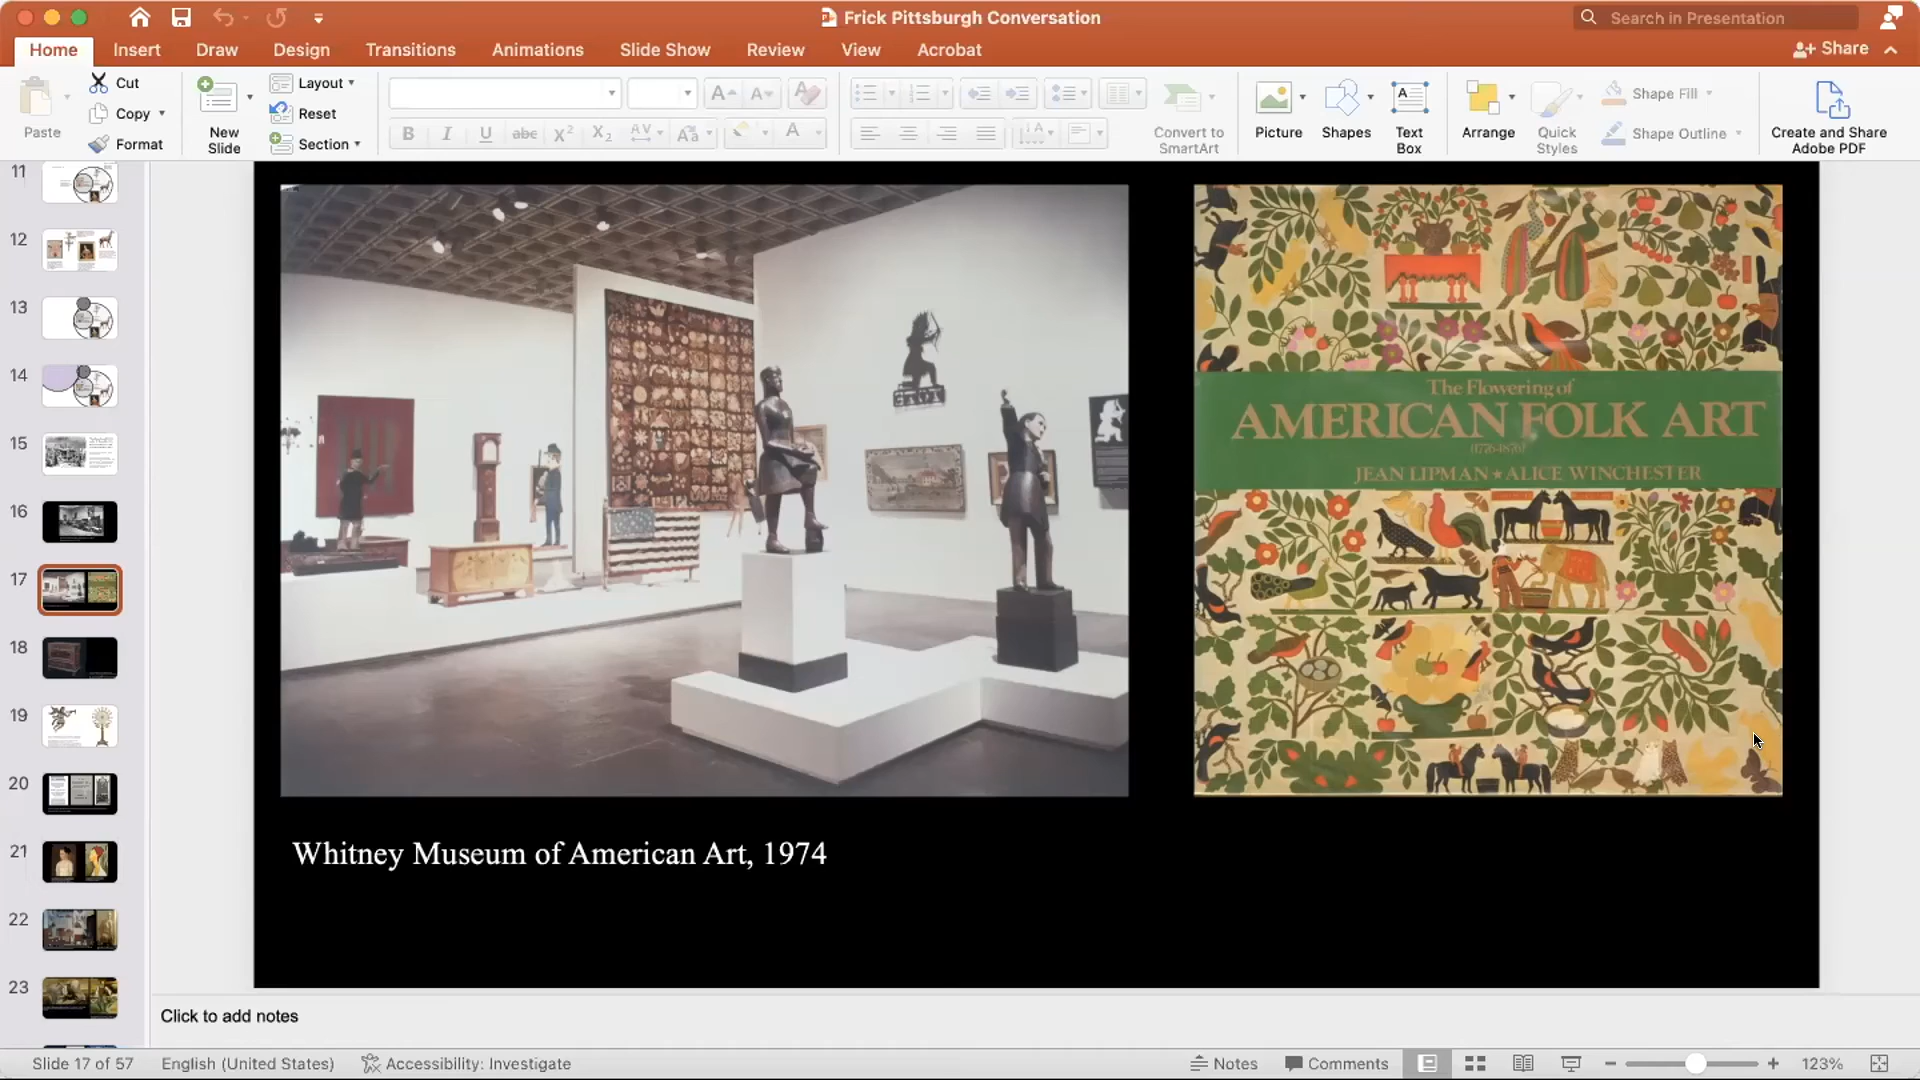 Frick Pittsburgh Conversation
Search in Presentation
Home Insert Draw Design Transitions Animations Slide Show Review View Acrobat Share
Paste
Cut
Copy
Format
New
Slide
Layout
Reset
Section
Convert to
SmartArt
Picture
Shapes
Text
Box
Arrange
Quick
Styles
Shape Fill
Shape Outline
Create and Share
Adobe PDF
11
12
13
14
15
16
17
18
19
20
21
22
23
The Flowering of
AMERICAN FOLK ART
(1776-1876)
JEAN LIPMAN ★ ALICE WINCHESTER
Whitney Museum of American Art, 1974
Click to add notes
Slide 17 of 57 English (United States) Accessibility: Investigate Notes Comments 123%